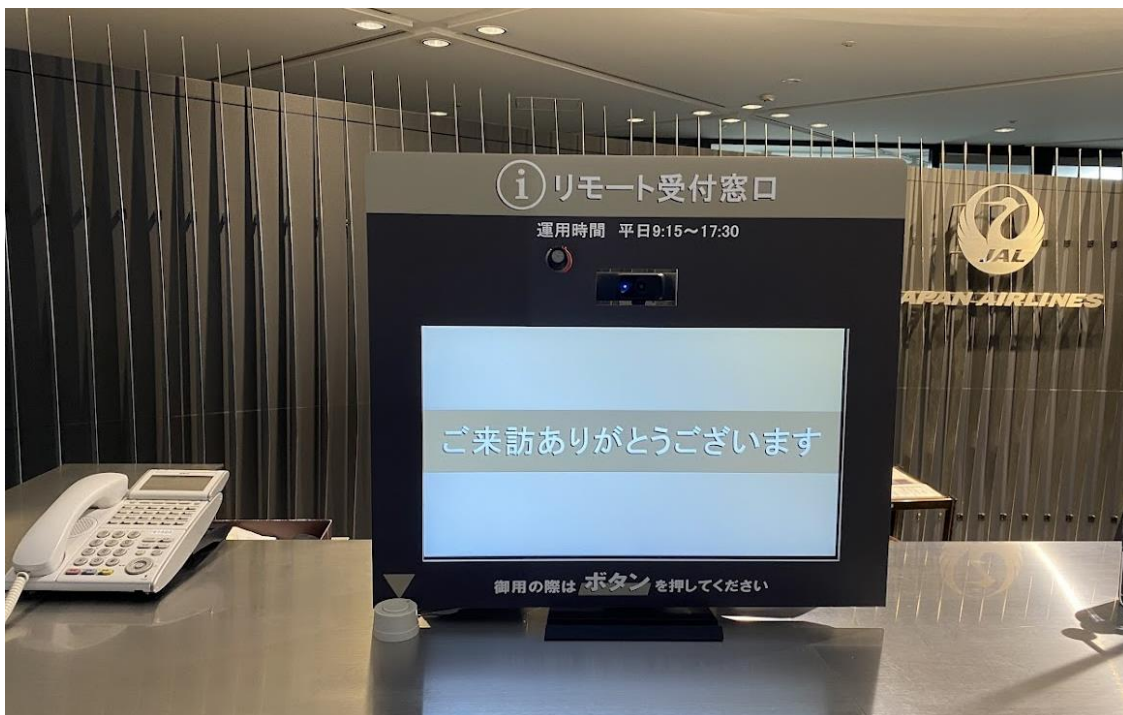 リモート受付窓口
運用時間 平日9:15～17:30
ご来訪ありがとうございます
御用の際は ボタン を押してください
JAL
APAN AIRLINES